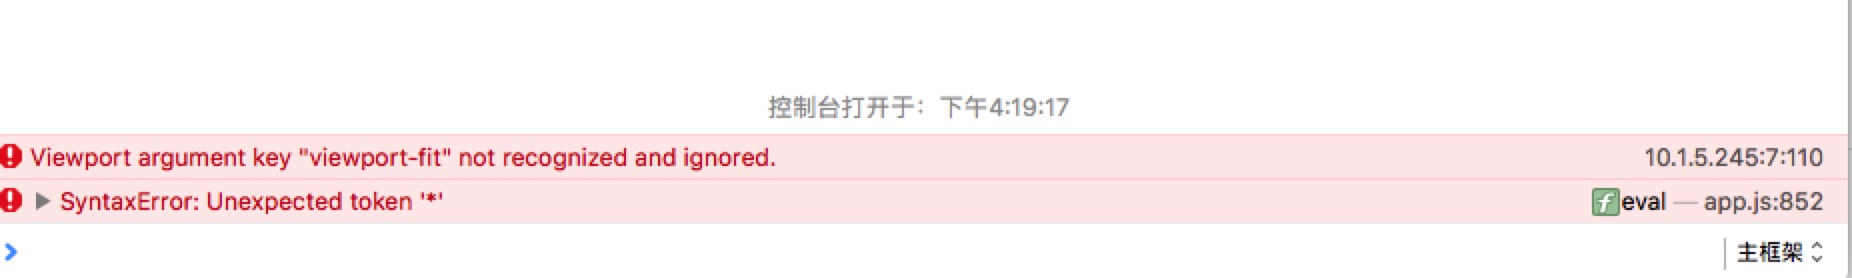 控制台打开于：下午4:19:17
Viewport argument key "viewport-fit" not recognized and ignored. 10.1.5.245:7:110
SyntaxError: Unexpected token '*' f eval — app.js:852
主框架